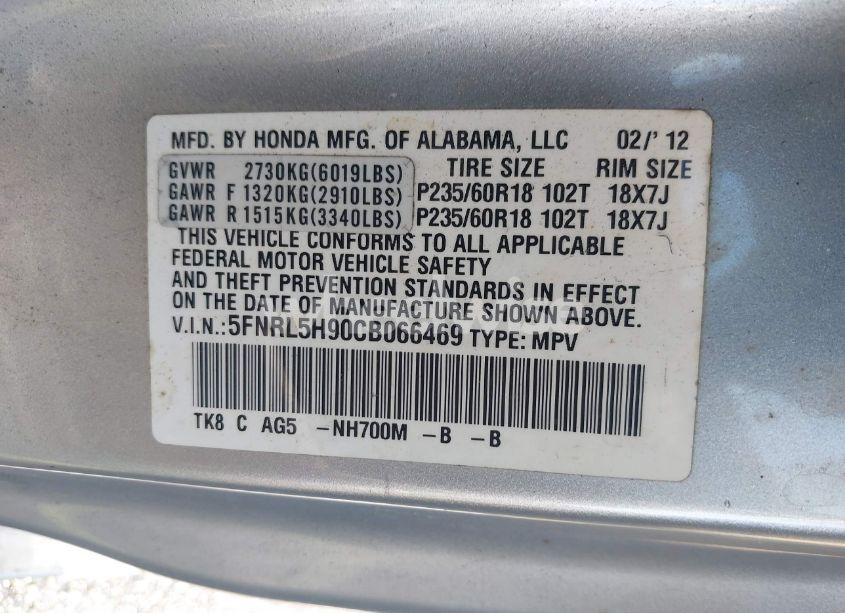 MFD. BY HONDA MFG. OF ALABAMA, LLC 02/'12
GVWR 2730KG(6019LBS) TIRE SIZE RIM SIZE
GAWR F 1320KG(2910LBS) P235/60R18 102T 18X7J
GAWR R 1515KG(3340LBS) P235/60R18 102T 18X7J
THIS VEHICLE CONFORMS TO ALL APPLICABLE
FEDERAL MOTOR VEHICLE SAFETY
AND THEFT PREVENTION STANDARDS IN EFFECT
ON THE DATE OF MANUFACTURE SHOWN ABOVE.
V.I.N.:5FNRL5H90CB066469 TYPE: MPV
TK8 C AG5 -NH700M -B -B